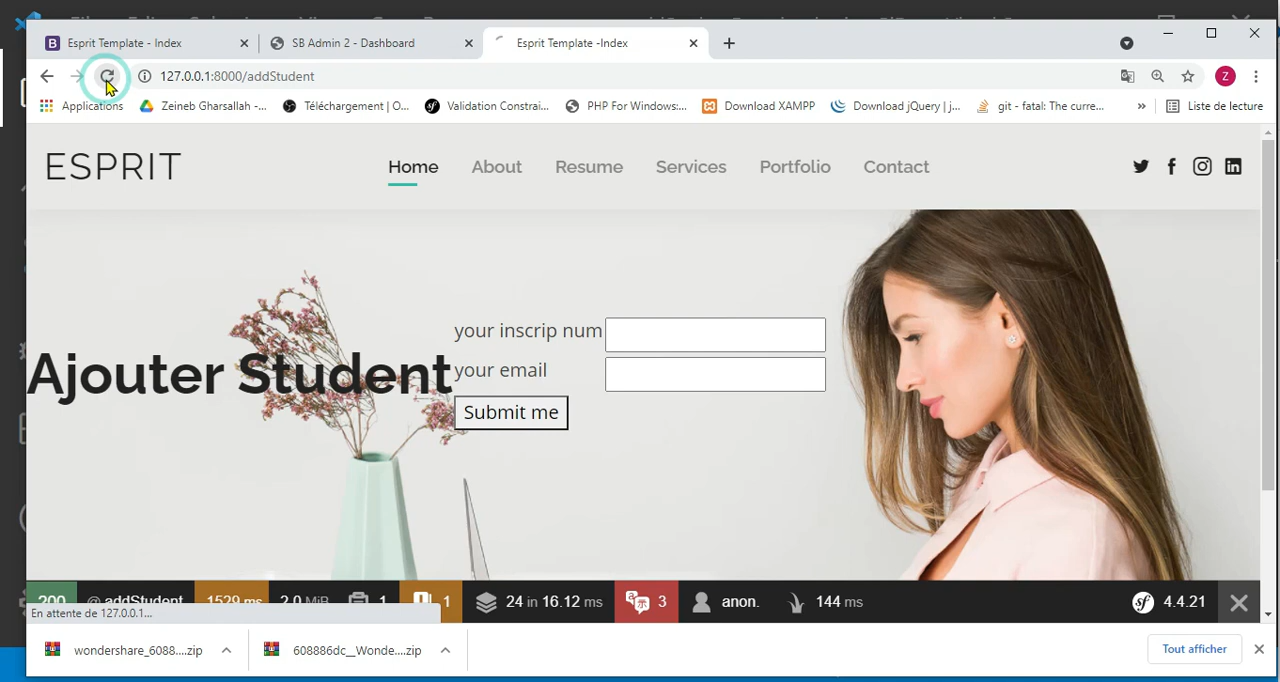 Esprit Template - Index
SB Admin 2 - Dashboard
Esprit Template -Index
127.0.0.1:8000/addStudent
Z
Applications
Zeineb Gharsallah -...
Téléchargement | O...
Validation Constrai...
PHP For Windows:...
Download XAMPP
Download jQuery | j...
git - fatal: The curre...
»
Liste de lecture
ESPRIT
Home
About
Resume
Services
Portfolio
Contact
your inscrip num
Ajouter Student
your email
Submit me
200
@ addStudent
1529 ms
2.0 MiB
1
1
24 in 16.12 ms
3
anon.
144 ms
sf
4.4.21
En attente de 127.0.0.1...
wondershare_6088....zip
608886dc__Wonde....zip
Tout afficher